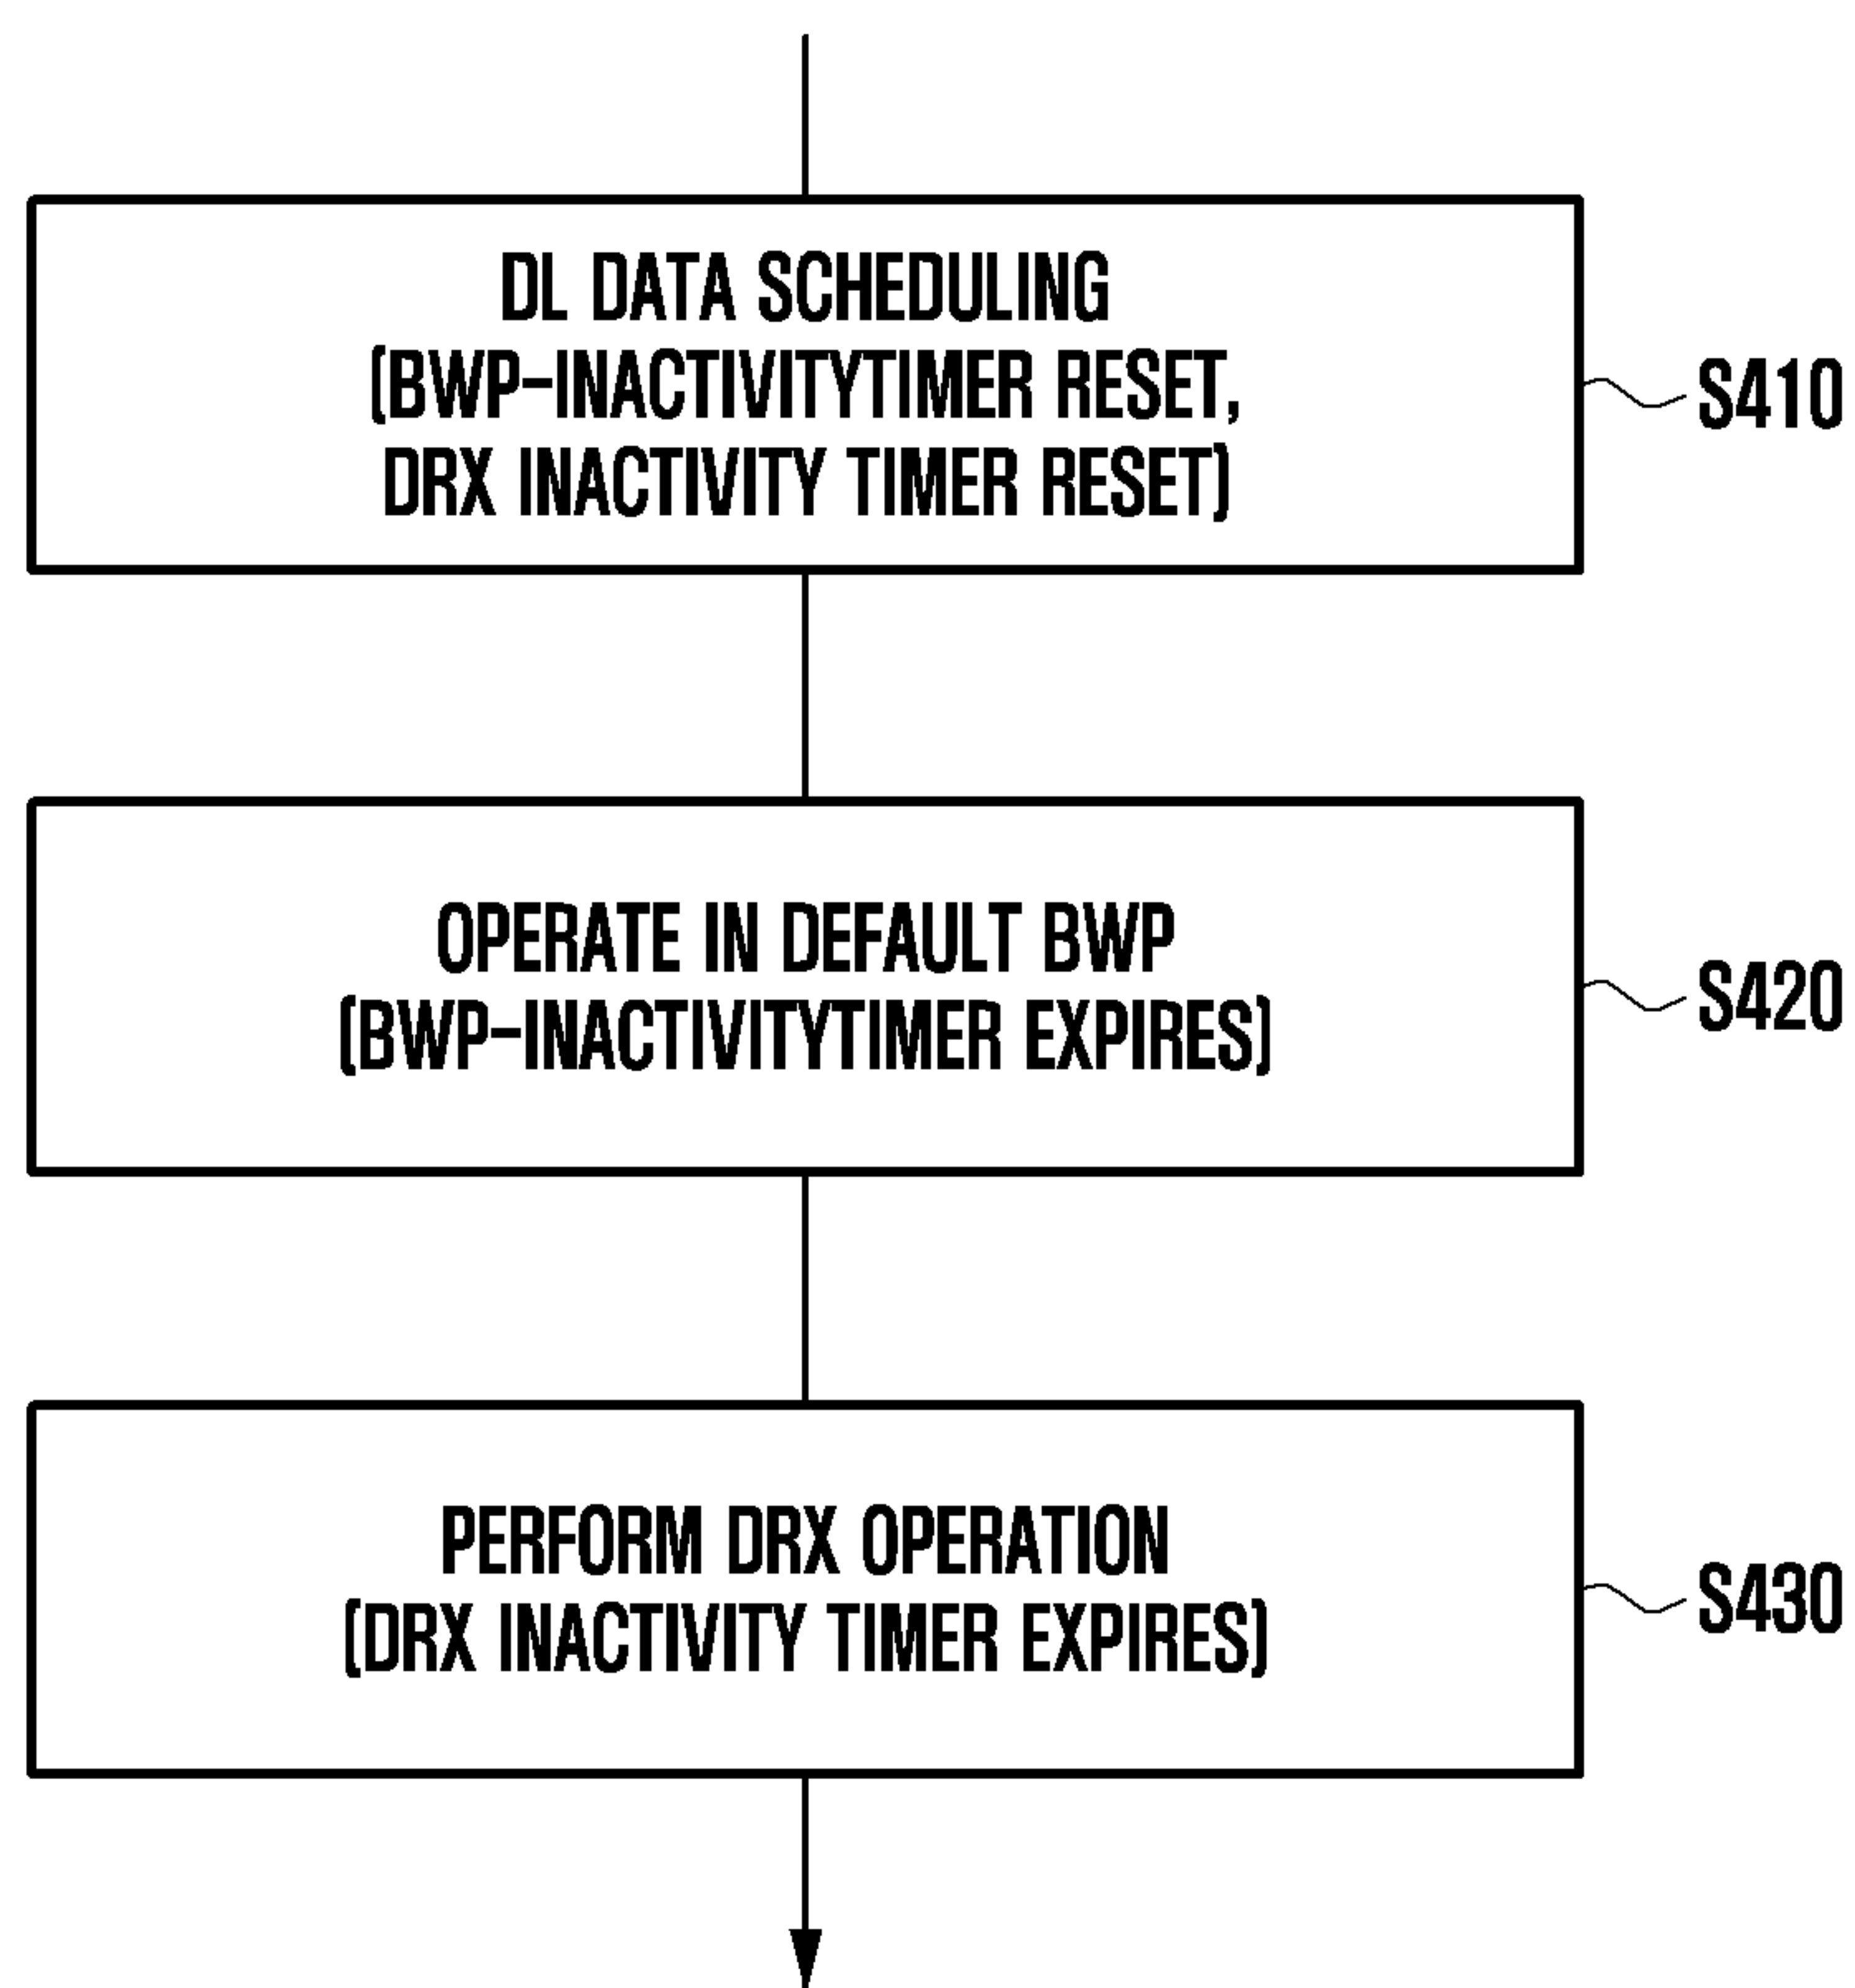 DL DATA SCHEDULING
(BWP-INACTIVITYTIMER RESET,
DRX INACTIVITY TIMER RESET)
S410
OPERATE IN DEFAULT BWP
(BWP-INACTIVITYTIMER EXPIRES)
S420
PERFORM DRX OPERATION
(DRX INACTIVITY TIMER EXPIRES)
S430